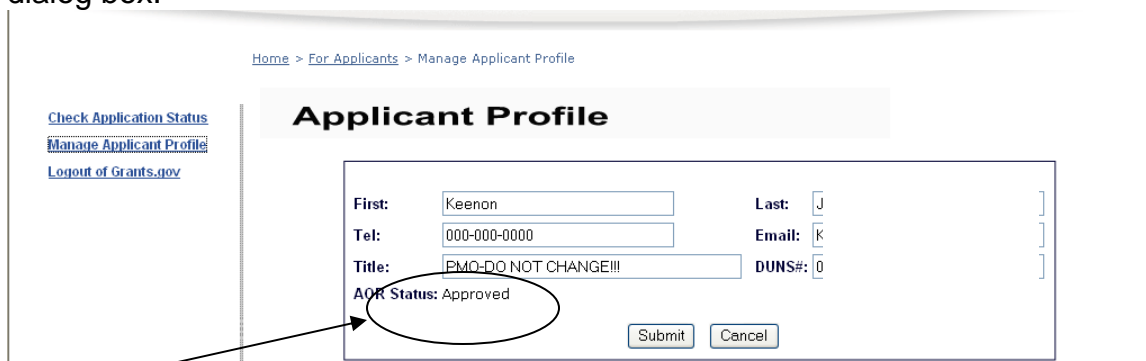 dialog box.
Home > For Applicants > Manage Applicant Profile
Check Application Status
Manage Applicant Profile
Logout of Grants.gov
Applicant Profile
First: Keenon Last: J
Tel: 000-000-0000 Email: K
Title: PMO-DO NOT CHANGE!!! DUNS#: 0
AOR Status: Approved
Submit Cancel